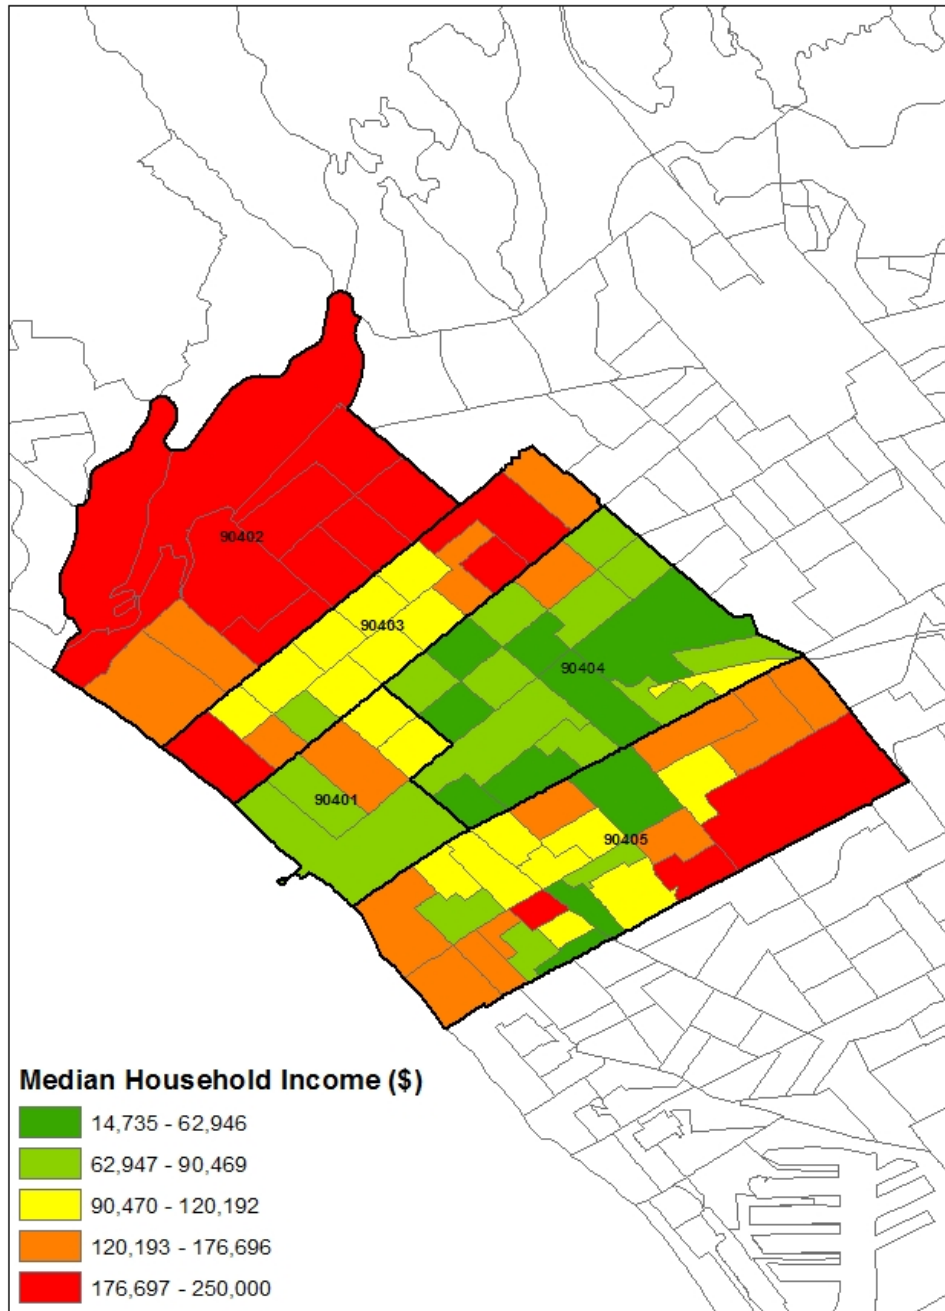 90402
90403
90404
90401
90405
Median Household Income ($)
14,735 - 62,946
62,947 - 90,469
90,470 - 120,192
120,193 - 176,696
176,697 - 250,000